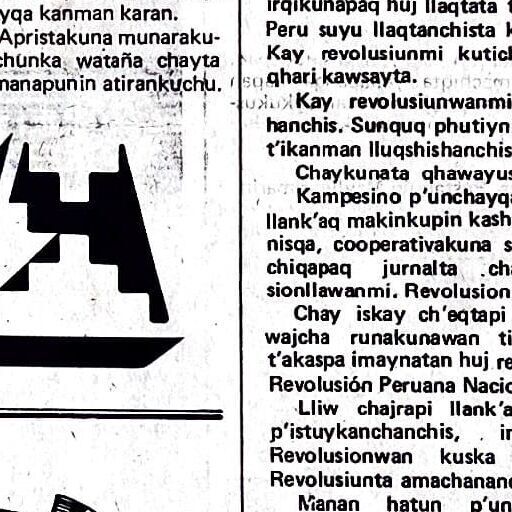 yqa kanman karan.
Apristakuna munaraku-
chunka wataña chayta
manapunin atirankuchu.
irqikunapaq huj llaqtata
Peru suyu llaqtanchista
Kay revolusiunmi kutich
qhari kawsayta.
Kay revolusiunwanmi
hanchis. Sunquq phutiyn
t'ikanman lluqshishanchis
Chaykunata qhawayus
Kampesino p'unchayqa
llank'aq makinkupin kash
nisqa, cooperativakuna s
chiqapaq jurnalta cha
sionllawanmi. Revolusion
Chay iskay ch'eqtapi
wajcha runakunawan ti
t'akaspa imaynatan huj re
Revolusión Peruana Nacio
Lliw chajrapi llank'a
p'istuykanchanchis, in
Revolusionwan kuska
Revolusiunta amachanane
Manan hatun p'un